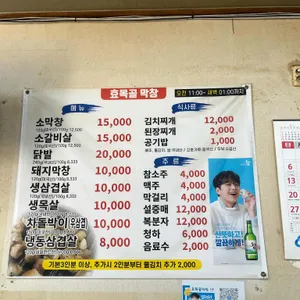 효목골 막창
오전 11:00~ 새벽 01:00까지
메뉴
소막창 15,000
소갈비살 15,000
닭발 20,000
돼지막창 10,000
생삼겹살 10,000
생목살 10,000
차돌박이(우삼겹) 10,000
냉동삼겹살 8,000
식사류
김치찌개 12,000
된장찌개 2,000
공기밥 1,000
주류
참소주 4,000
맥주 4,000
막걸리 4,000
설중매 12,000
복분자 12,000
청하 6,000
음료수 2,000
기본3인분 이상, 추가시 2인분부터 물김치 추가 2,000